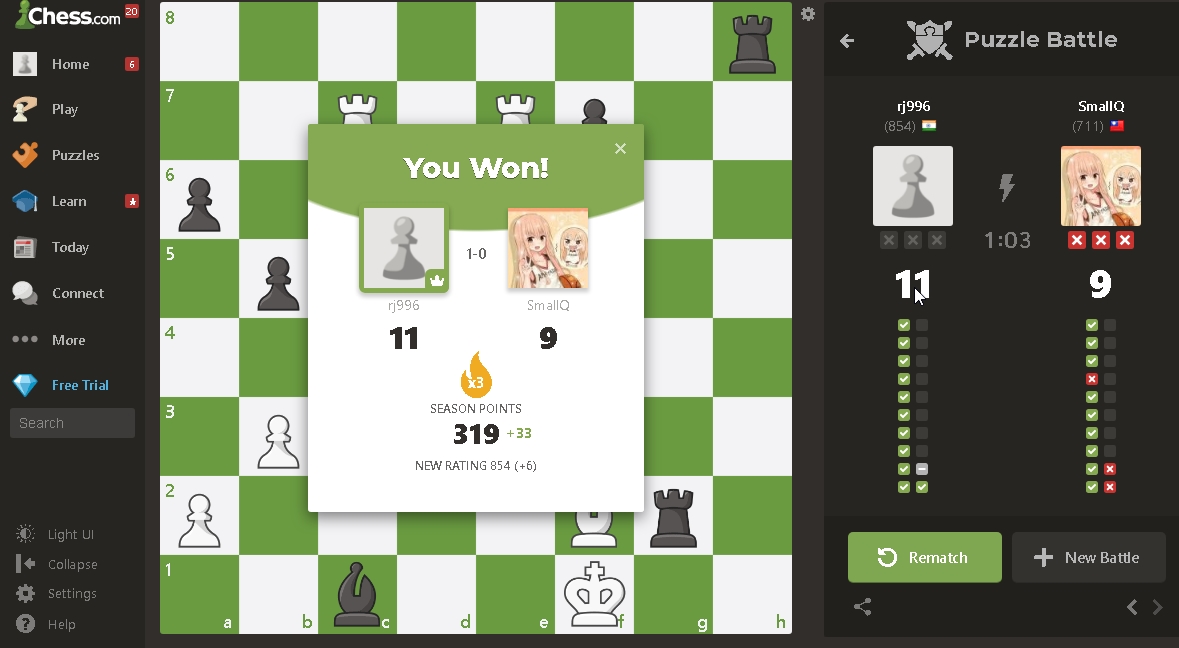 Chess.com 20
Home 6
Play
Puzzles
Learn
Today
Connect
More
Free Trial
Search
Light UI
Collapse
Settings
Help
8
7
6
5
4
3
2
1
a b c d e f g h
You Won!
1-0
rj996 SmallQ
11 9
x3
SEASON POINTS
319 +33
NEW RATING 854 (+6)
Puzzle Battle
rj996 SmallQ
(854) (711)
1:03
11 9
Rematch New Battle